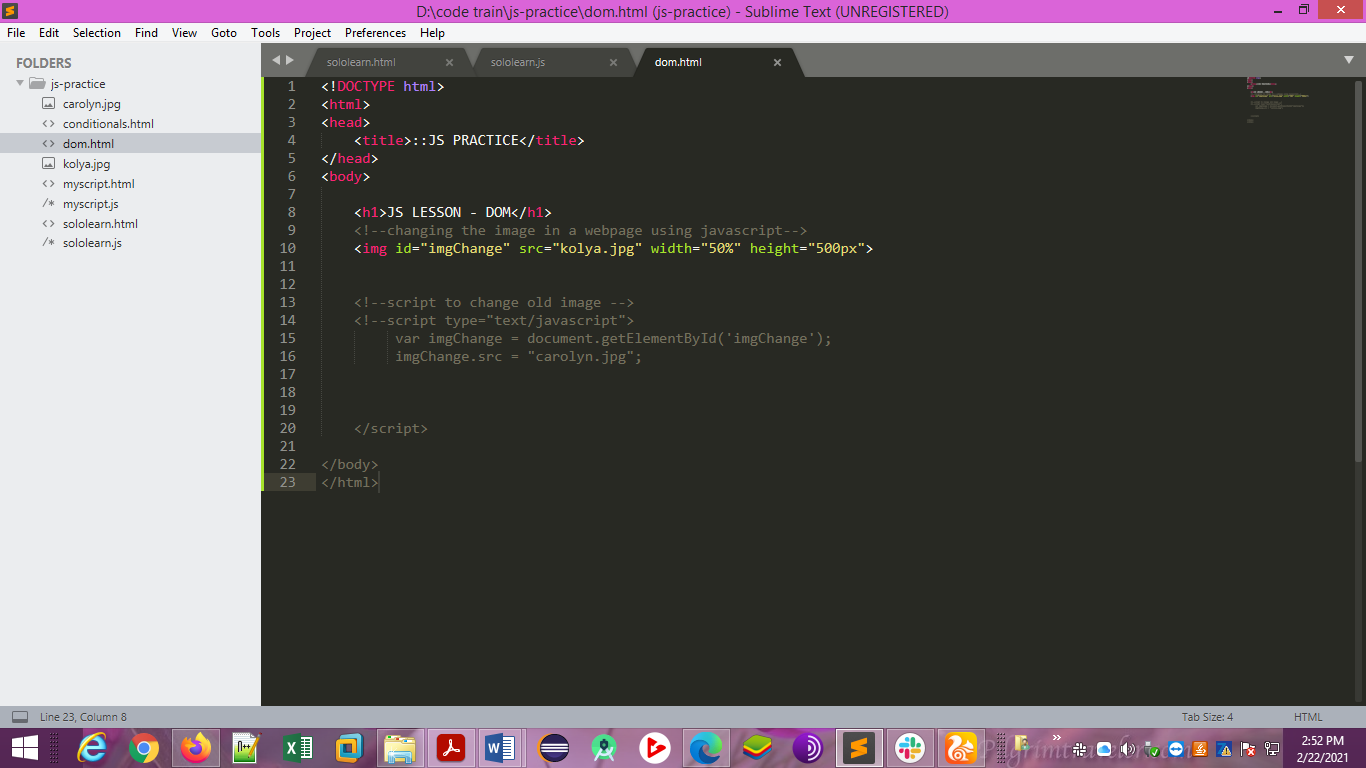 D:\code train\js-practice\dom.html (js-practice) - Sublime Text (UNREGISTERED)
File Edit Selection Find View Goto Tools Project Preferences Help
FOLDERS
js-practice
carolyn.jpg
conditionals.html
dom.html
kolya.jpg
myscript.html
myscript.js
sololearn.html
sololearn.js
sololearn.html sololearn.js dom.html
1 <!DOCTYPE html>
2 <html>
3 <head>
4 <title>::JS PRACTICE</title>
5 </head>
6 <body>
7
8 <h1>JS LESSON - DOM</h1>
9 <!--changing the image in a webpage using javascript-->
10 <img id="imgChange" src="kolya.jpg" width="50%" height="500px">
11
12
13 <!--script to change old image -->
14 <!--script type="text/javascript">
15 var imgChange = document.getElementById('imgChange');
16 imgChange.src = "carolyn.jpg";
17
18
19
20 </script>
21
22 </body>
23 </html>
Line 23, Column 8 Tab Size: 4 HTML
2:52 PM
2/22/2021